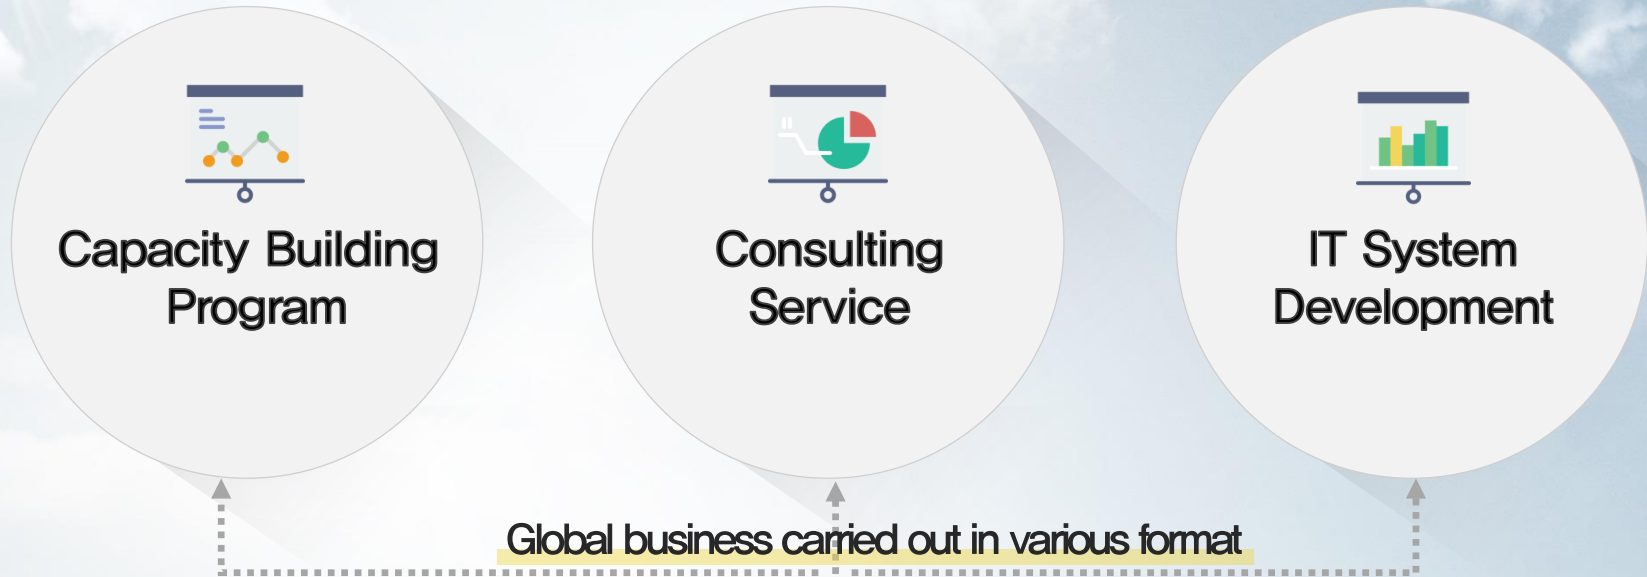 Capacity Building
Program
Consulting
Service
IT System
Development
Global business carried out in various format